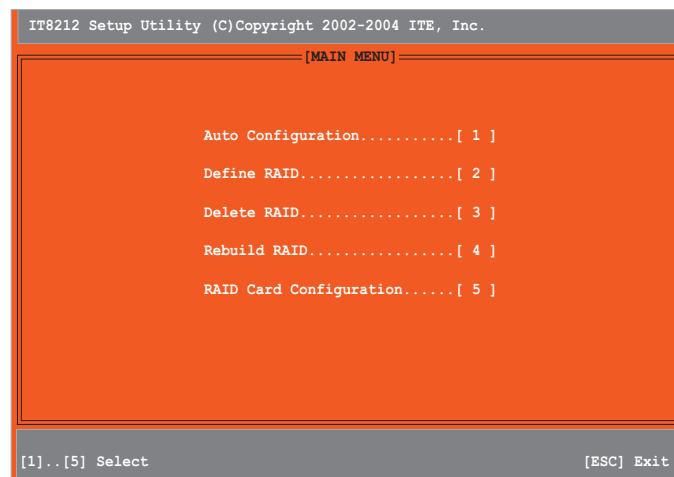 IT8212 Setup Utility (C)Copyright 2002-2004 ITE, Inc.
[MAIN MENU]
Auto Configuration...........[ 1 ]
Define RAID..................[ 2 ]
Delete RAID..................[ 3 ]
Rebuild RAID.................[ 4 ]
RAID Card Configuration......[ 5 ]
[1]..[5] Select [ESC] Exit